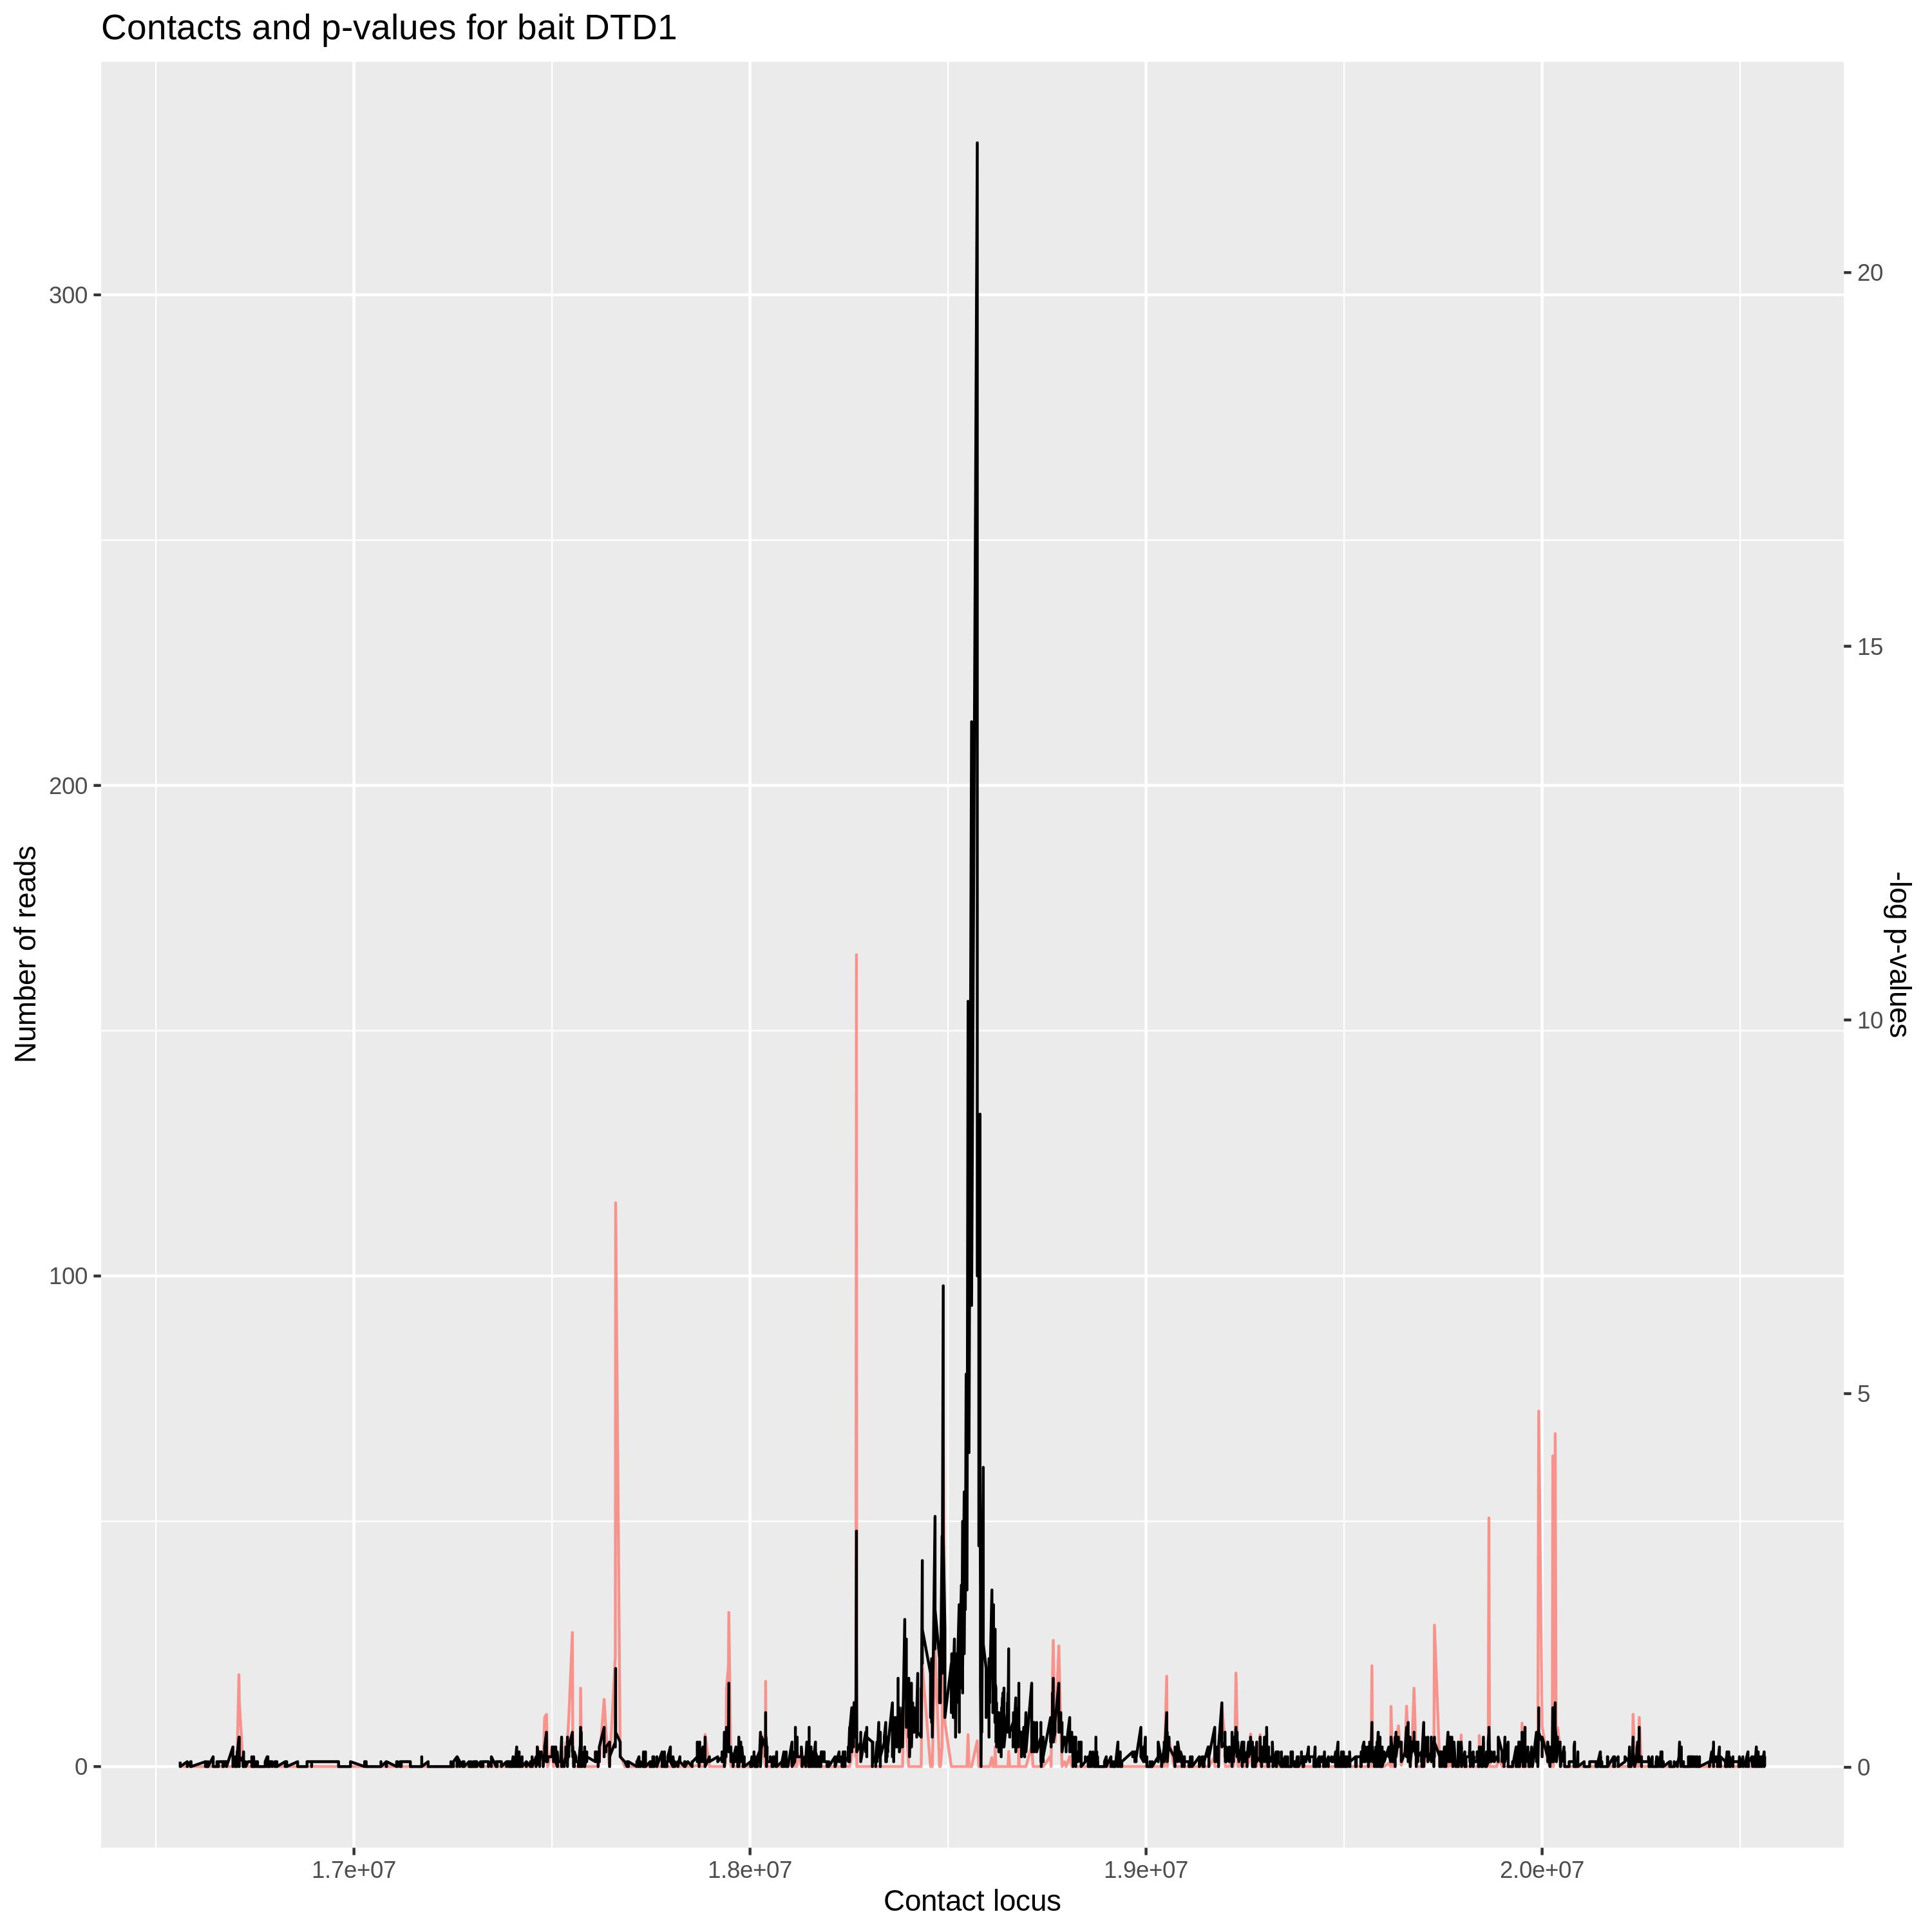 Contacts and p-values for bait DTD1
300
200
100
0
Number of reads
20
15
10
5
0
-log p-values
1.7e+07
1.8e+07
1.9e+07
2.0e+07
Contact locus